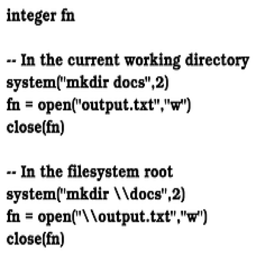 integer fn
-- In the current working directory
system("mkdir docs",2)
fn = open("output.txt","w")
close(fn)
-- In the filesystem root
system("mkdir \\docs",2)
fn = open("\\output.txt","w")
close(fn)